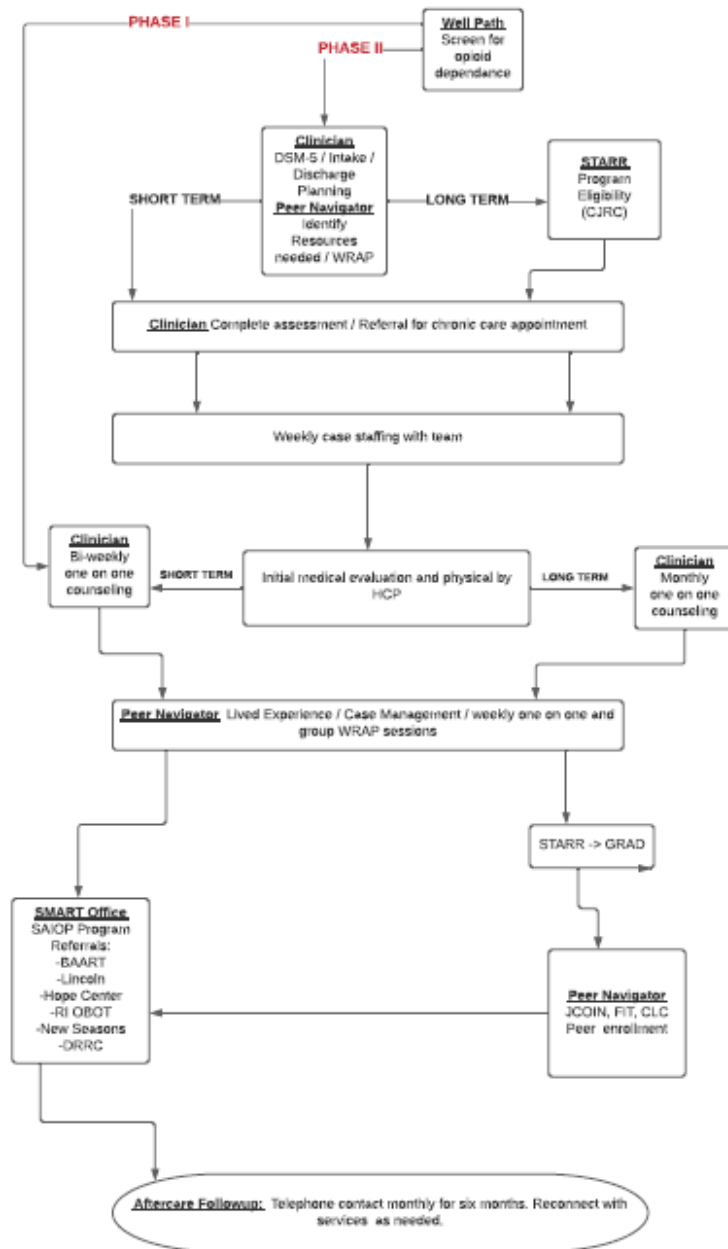 PHASE I
Well Path
Screen for
opioid
dependance
PHASE II
Clinician
DSM-5 / Intake /
Discharge
Planning
Peer Navigator
Identify
Resources
needed / WRAP
SHORT TERM
LONG TERM
STARR
Program
Eligibility
(CJRC)
Clinician Complete assessment / Referral for chronic care appointment
Weekly case staffing with team
Clinician
Bi-weekly
one on one
counseling
SHORT TERM
Initial medical evaluation and physical by
HCP
LONG TERM
Clinician
Monthly
one on one
counseling
Peer Navigator Lived Experience / Case Management / weekly one on one and
group WRAP sessions
STARR -> GRAD
SMART Office
SAIOP Program
Referrals:
-BAART
-Lincoln
-Hope Center
-RI OBOT
-New Seasons
-DRRC
Peer Navigator
JCOIN, FIT, CLC
Peer enrollment
Aftercare Followup: Telephone contact monthly for six months. Reconnect with
services as needed.